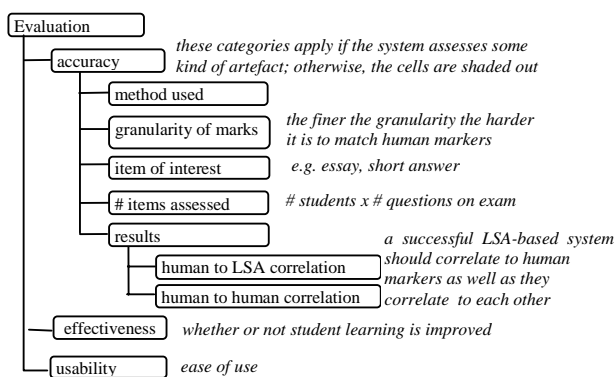 Evaluation
these categories apply if the system assesses some
kind of artefact; otherwise, the cells are shaded out
accuracy
method used
the finer the granularity the harder
it is to match human markers
granularity of marks
item of interest
e.g. essay, short answer
# items assessed
# students x # questions on exam
results
a successful LSA-based system
should correlate to human
markers as well as they
correlate to each other
human to LSA correlation
human to human correlation
effectiveness
whether or not student learning is improved
usability
ease of use